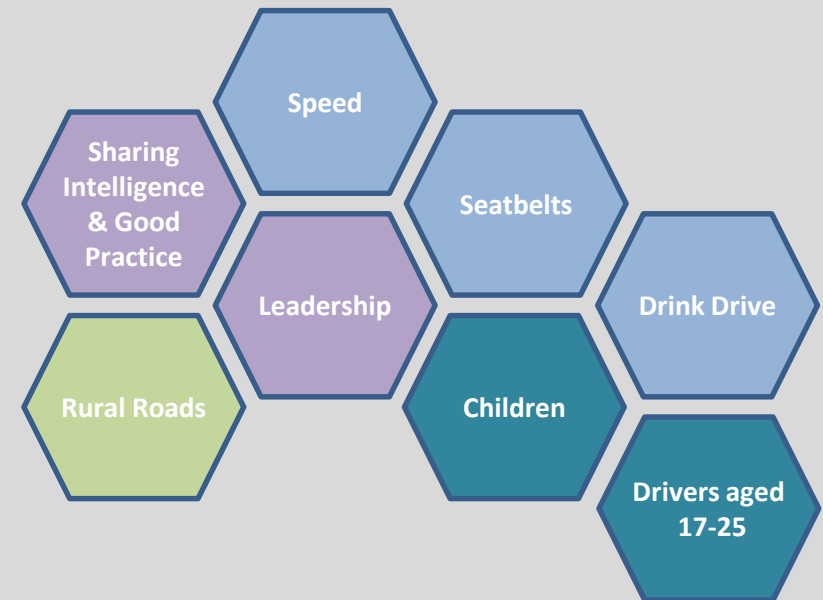 Speed
Sharing
Intelligence
& Good
Practice
Seatbelts
Leadership
Drink Drive
Rural Roads
Children
Drivers aged
17-25